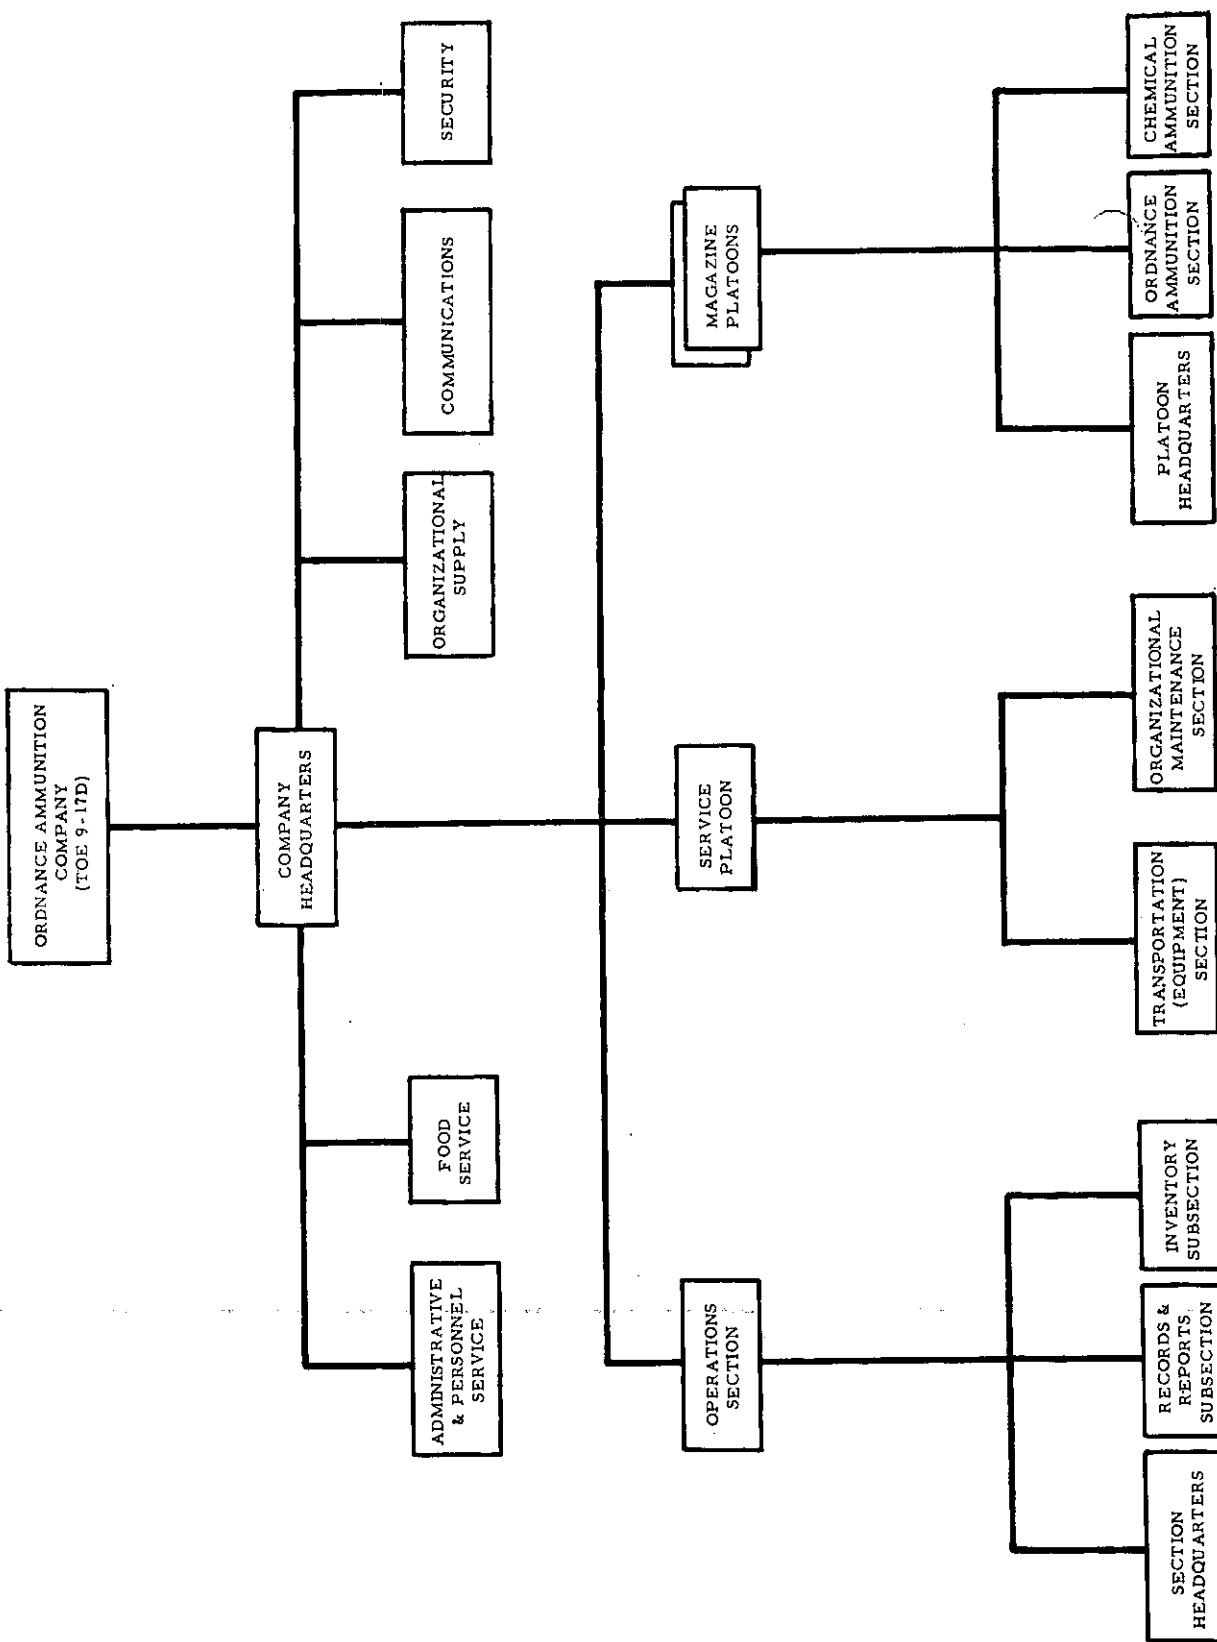 ORDNANCE AMMUNITION
COMPANY
(TOE 9-17D)
COMPANY
HEADQUARTERS
ADMINISTRATIVE
& PERSONNEL
SERVICE
FOOD
SERVICE
ORGANIZATIONAL
SUPPLY
COMMUNICATIONS
SECURITY
OPERATIONS
SECTION
SERVICE
PLATOON
MAGAZINE
PLATOONS
SECTION
HEADQUARTERS
RECORDS &
REPORTS
SUBSECTION
INVENTORY
SUBSECTION
TRANSPORTATION
(EQUIPMENT)
SECTION
ORGANIZATIONAL
MAINTENANCE
SECTION
PLATOON
HEADQUARTERS
ORDNANCE
AMMUNITION
SECTION
CHEMICAL
AMMUNITION
SECTION